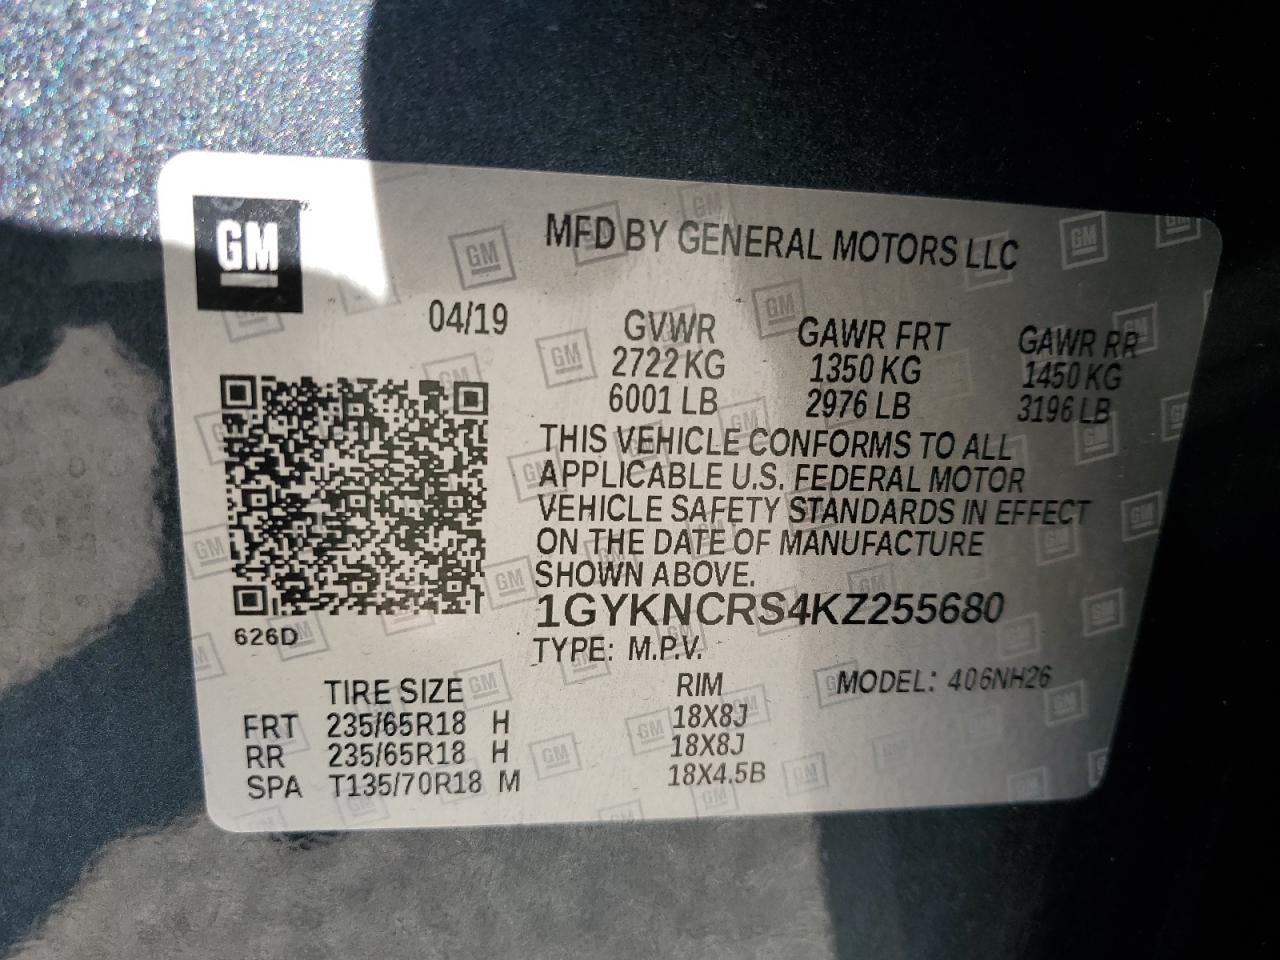 GM
MFD BY GENERAL MOTORS LLC
04/19
GVWR GAWR FRT GAWR RR
2722 KG 1350 KG 1450 KG
6001 LB 2976 LB 3196 LB
THIS VEHICLE CONFORMS TO ALL
APPLICABLE U.S. FEDERAL MOTOR
VEHICLE SAFETY STANDARDS IN EFFECT
ON THE DATE OF MANUFACTURE
SHOWN ABOVE.
1GYKNCRS4KZ255680
626D
TYPE: M.P.V.
MODEL: 406NH26
TIRE SIZE RIM
FRT 235/65R18 H 18X8J
RR 235/65R18 H 18X8J
SPA T135/70R18 M 18X4.5B